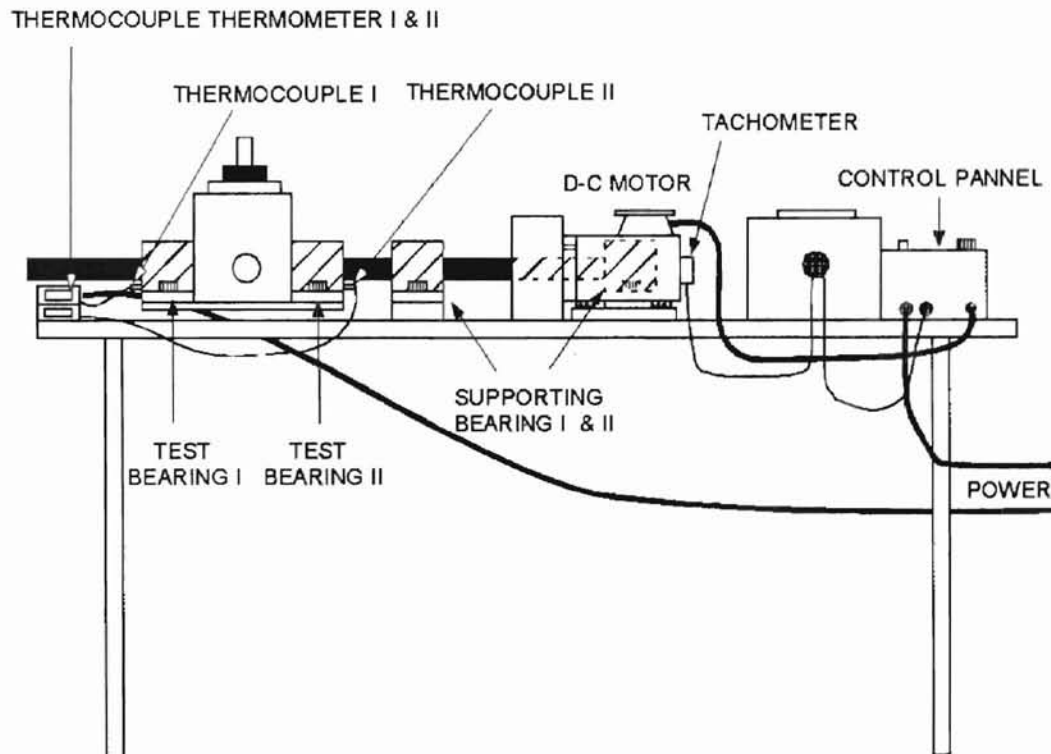 THERMOCOUPLE THERMOMETER I & II
THERMOCOUPLE I
THERMOCOUPLE II
TACHOMETER
D-C MOTOR
CONTROL PANNEL
SUPPORTING
BEARING I & II
TEST
BEARING I
TEST
BEARING II
POWER